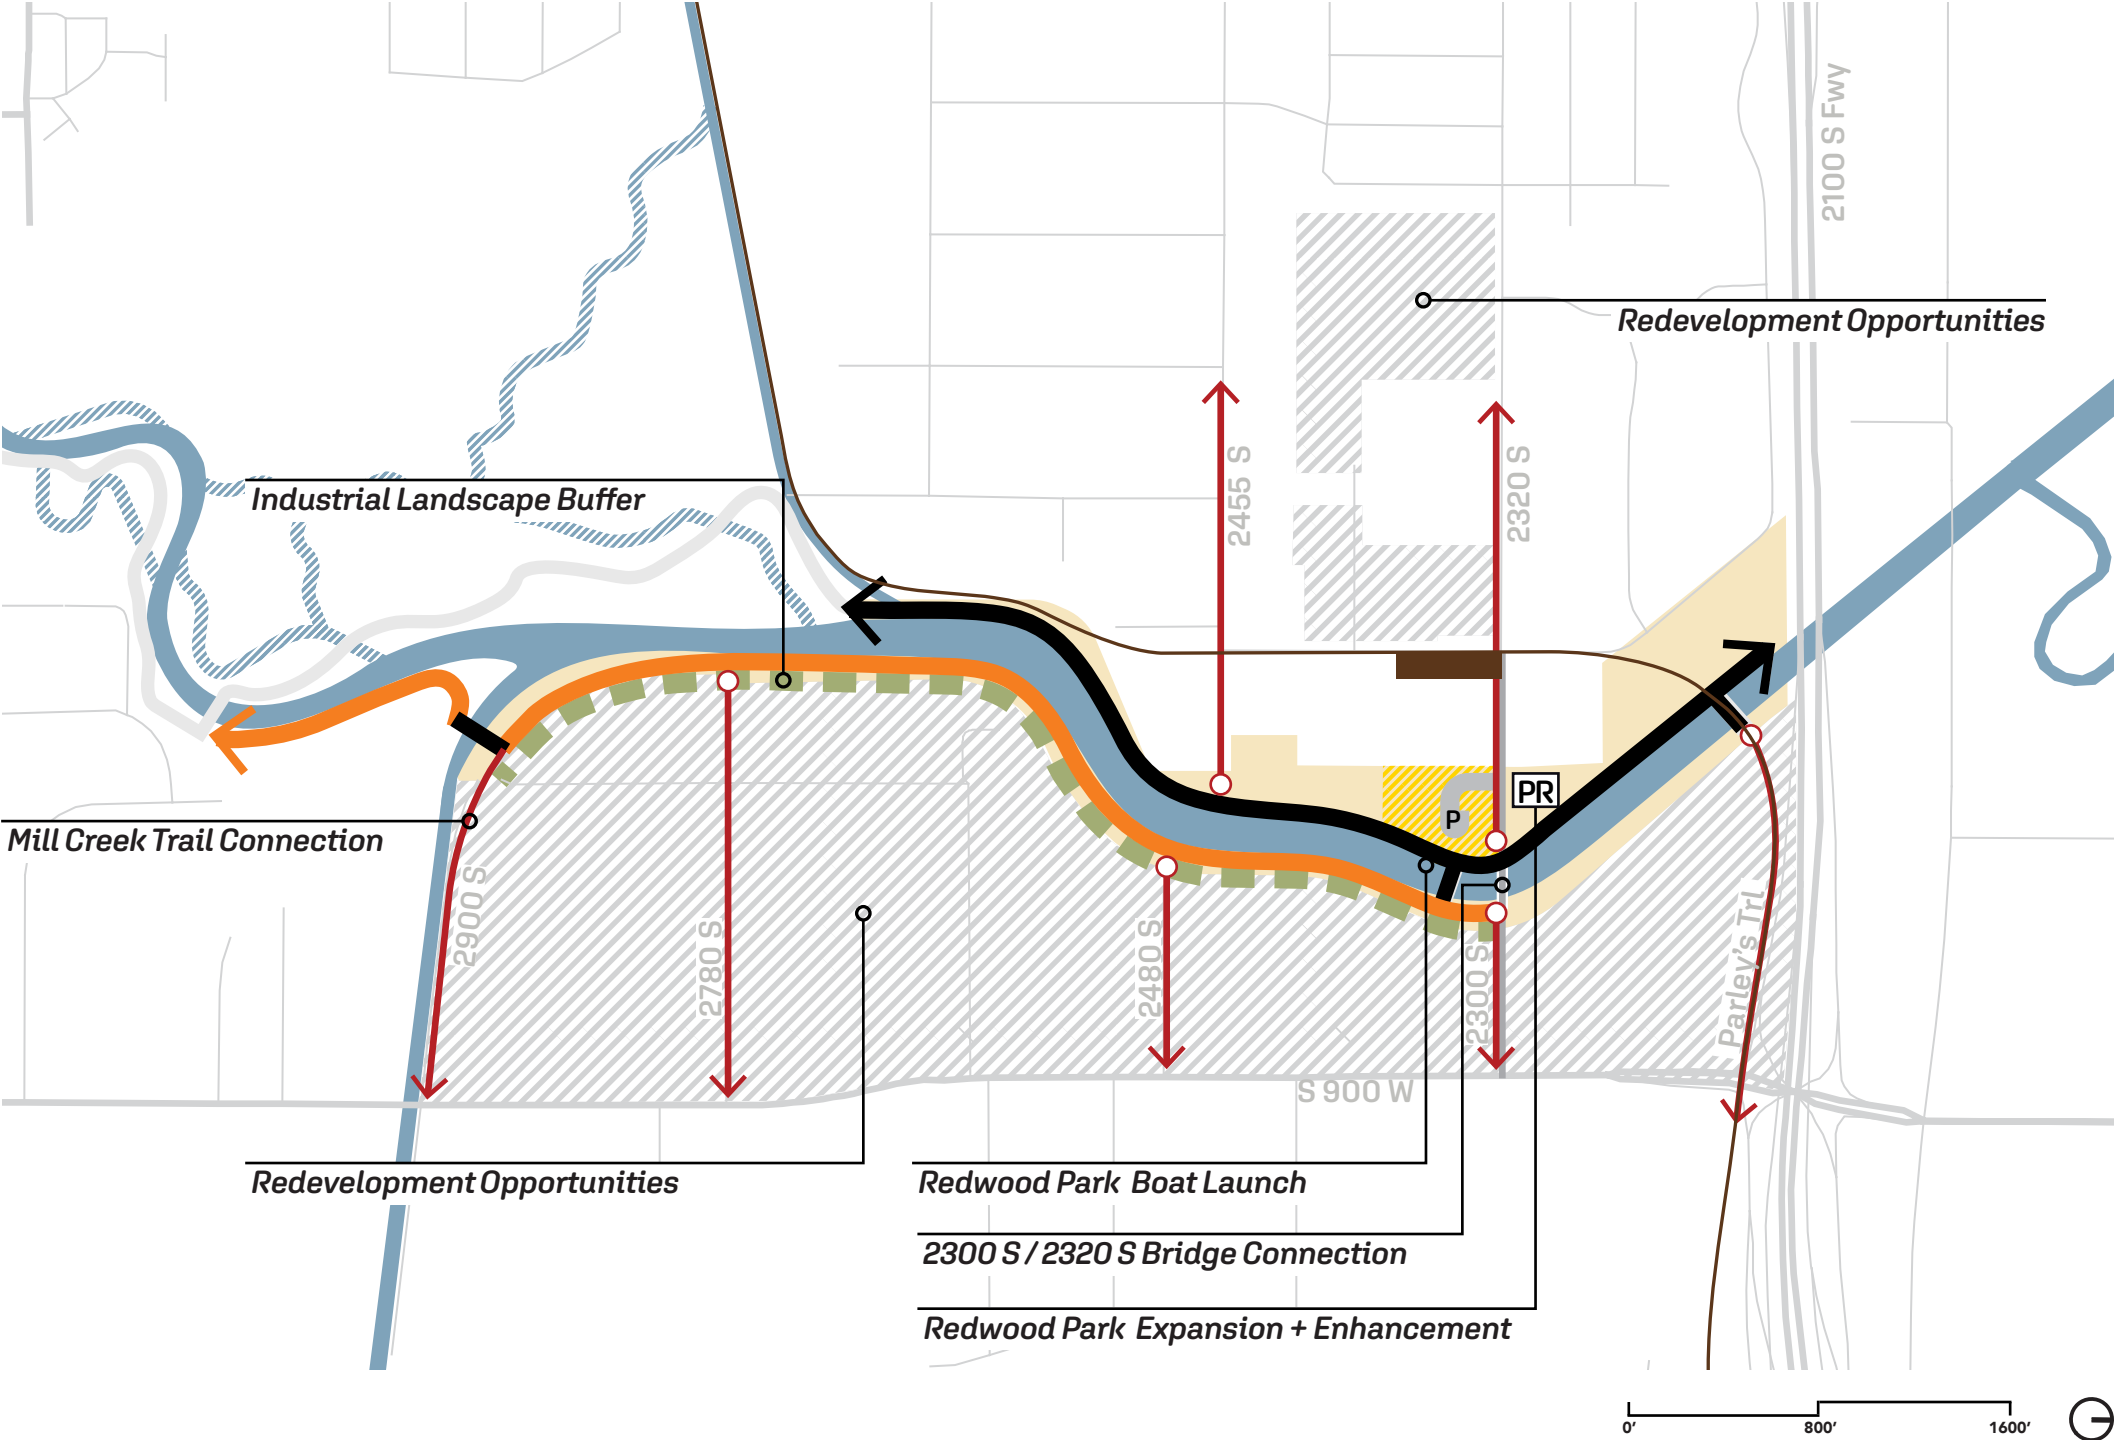 2100 S Fwy
Redevelopment Opportunities
2455 S
2320 S
Industrial Landscape Buffer
PR
P
Mill Creek Trail Connection
2900 S
2780 S
2480 S
2300 S
Parley's Trl
S 900 W
Redevelopment Opportunities
Redwood Park Boat Launch
2300 S / 2320 S Bridge Connection
Redwood Park Expansion + Enhancement
0' 800' 1600'